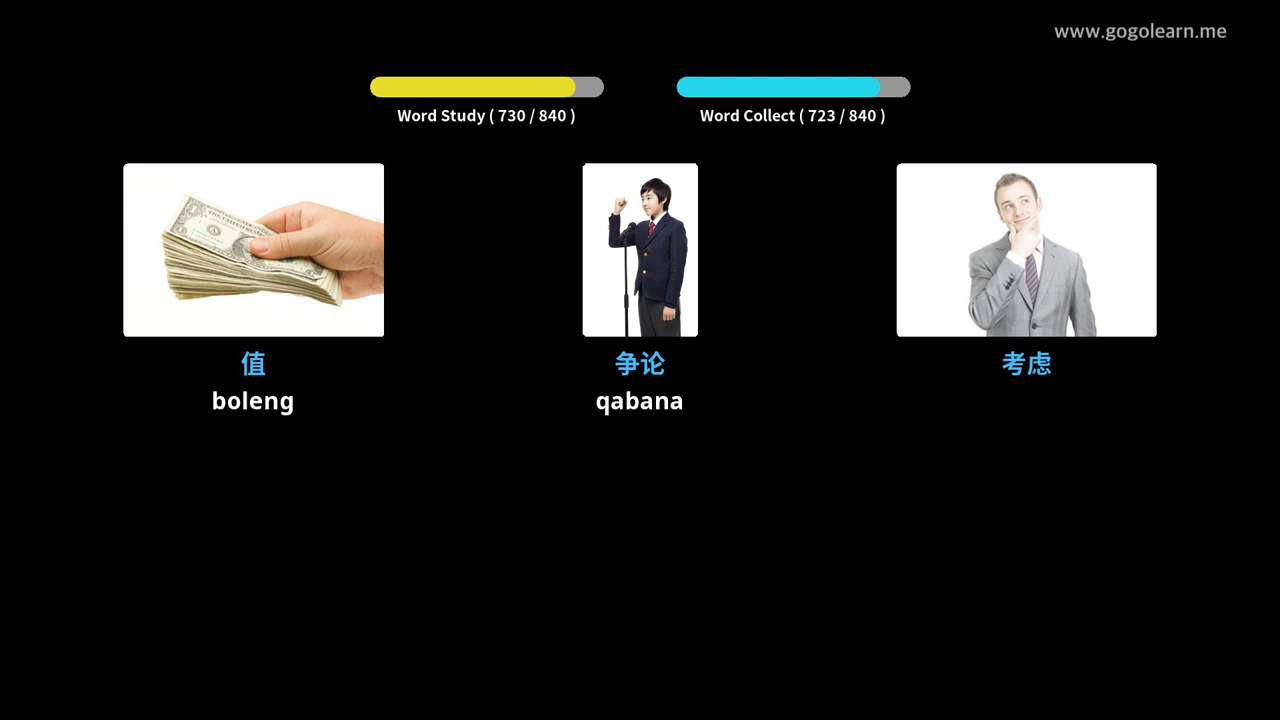 www.gogolearn.me
Word Study ( 730 / 840 )
Word Collect ( 723 / 840 )
值
boleng
争论
qabana
考虑